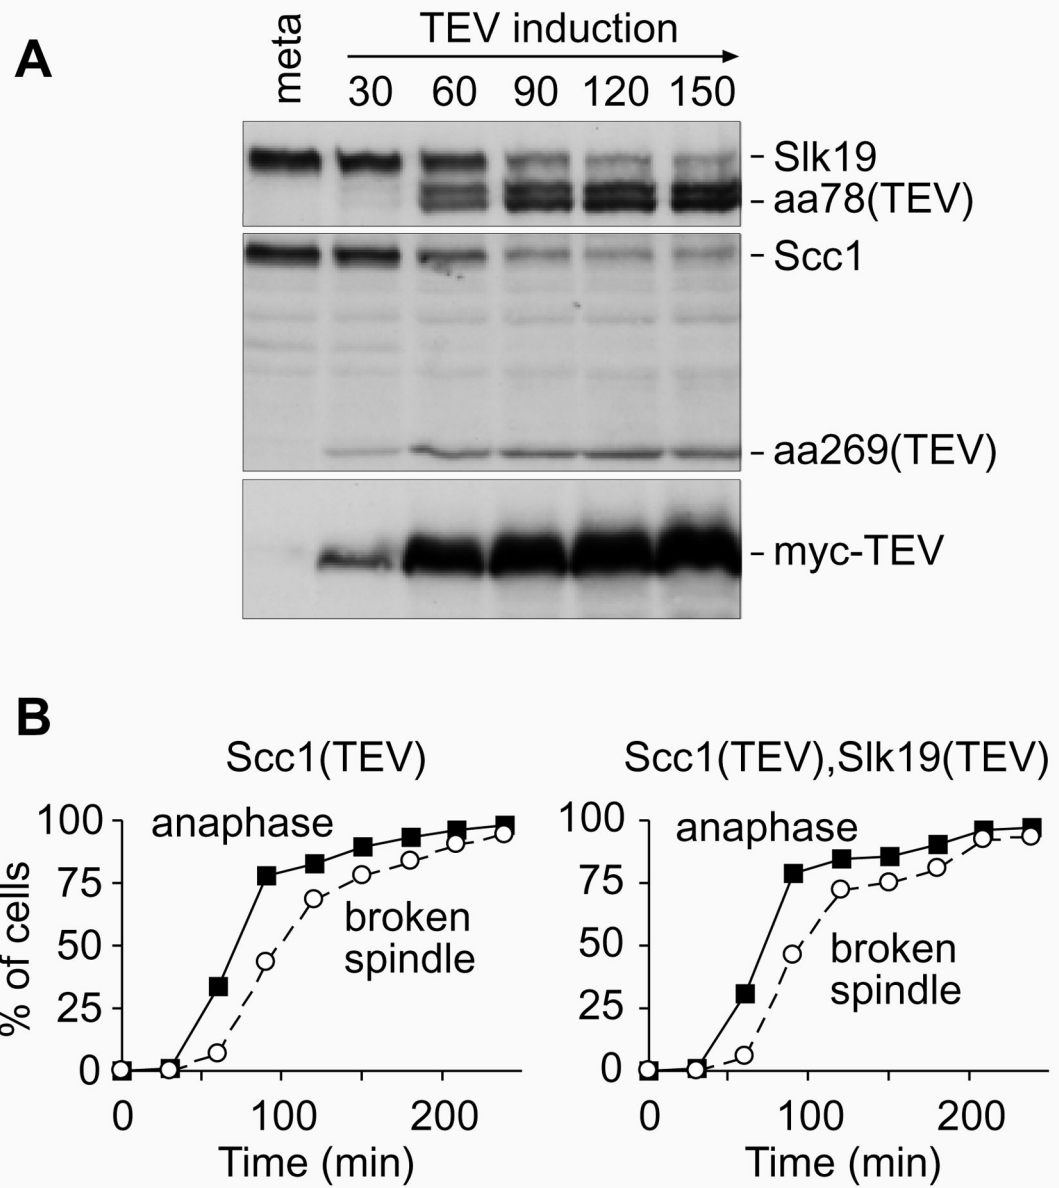 A
meta
TEV induction
30 60 90 120 150
Slk19
aa78(TEV)
Scc1
aa269(TEV)
myc-TEV
B
Scc1(TEV)
% of cells
100
75
50
25
0
anaphase
broken
spindle
0 100 200
Time (min)
Scc1(TEV),Slk19(TEV)
100
75
50
25
0
anaphase
broken
spindle
0 100 200
Time (min)